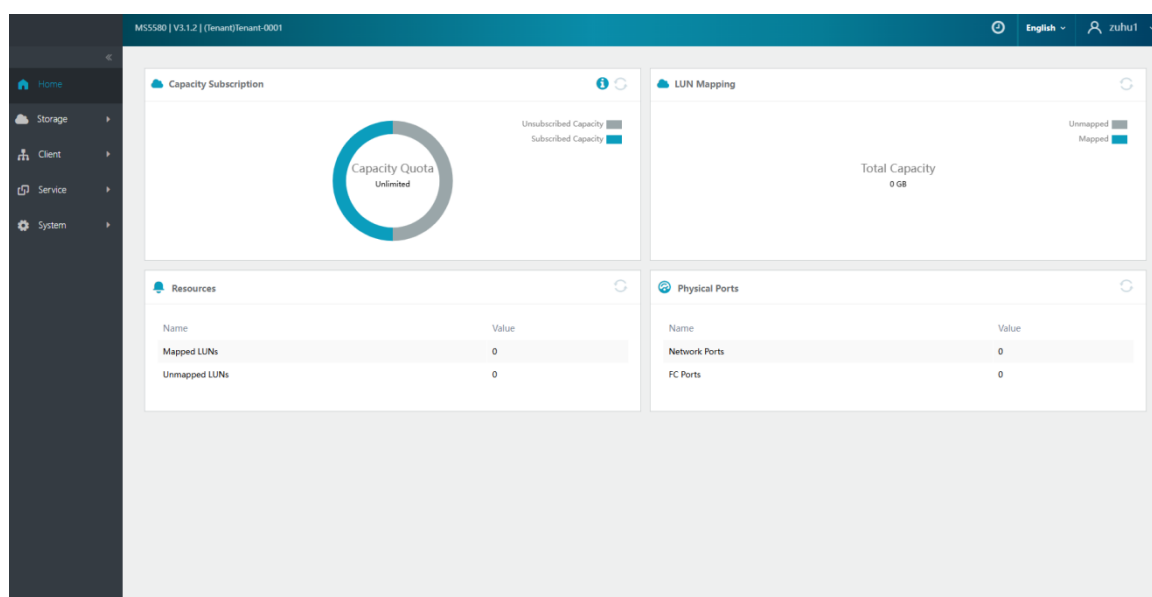 MS5580 | V3.1.2 | (Tenant)Tenant-0001
English
zuhu1
Home
Storage
Client
Service
System
Capacity Subscription
Unsubscribed Capacity
Subscribed Capacity
Capacity Quota
Unlimited
LUN Mapping
Unmapped
Mapped
Total Capacity
0 GB
Resources
Name Value
Mapped LUNs 0
Unmapped LUNs 0
Physical Ports
Name Value
Network Ports 0
FC Ports 0